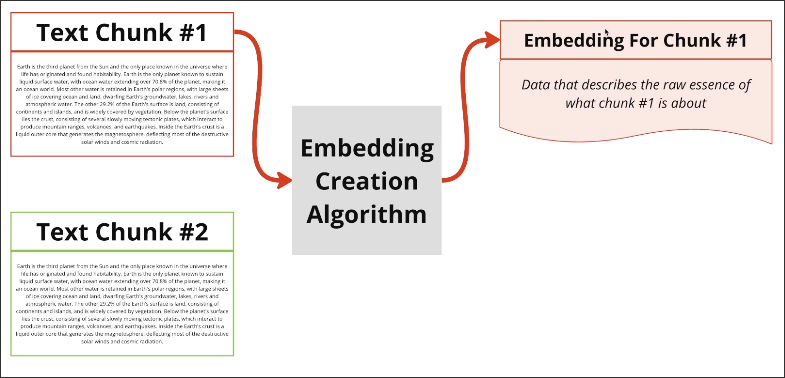 Text Chunk #1
Earth is the third planet from the Sun and the only place known in the universe where
life has originated and found habitability. Earth is the only planet known to sustain
liquid surface water, with ocean water extending over 70.8% of the planet, making it
an ocean world. Most other water is retained in Earth's polar regions, with large sheets
of ice covering ocean and land, dwarfing Earth's groundwater, lakes, rivers and
atmospheric water. The other 29.2% of the Earth's surface is land, consisting of
continents and islands, and is widely covered by vegetation. Below the planet's surface
lies the crust, consisting of several slowly moving tectonic plates, which interact to
produce mountain ranges, volcanoes, and earthquakes. Inside the Earth's crust is a
liquid outer core that generates the magnetosphere, deflecting most of the destructive
solar winds and cosmic radiation.
Embedding
Creation
Algorithm
Embedding For Chunk #1
Data that describes the raw essence of
what chunk #1 is about
Text Chunk #2
Earth is the third planet from the Sun and the only place known in the universe where
life has originated and found habitability. Earth is the only planet known to sustain
liquid surface water, with ocean water extending over 70.8% of the planet, making it
an ocean world. Most other water is retained in Earth's polar regions, with large sheets
of ice covering ocean and land, dwarfing Earth's groundwater, lakes, rivers and
atmospheric water. The other 29.2% of the Earth's surface is land, consisting of
continents and islands, and is widely covered by vegetation. Below the planet's surface
lies the crust, consisting of several slowly moving tectonic plates, which interact to
produce mountain ranges, volcanoes, and earthquakes. Inside the Earth's crust is a
liquid outer core that generates the magnetosphere, deflecting most of the destructive
solar winds and cosmic radiation.